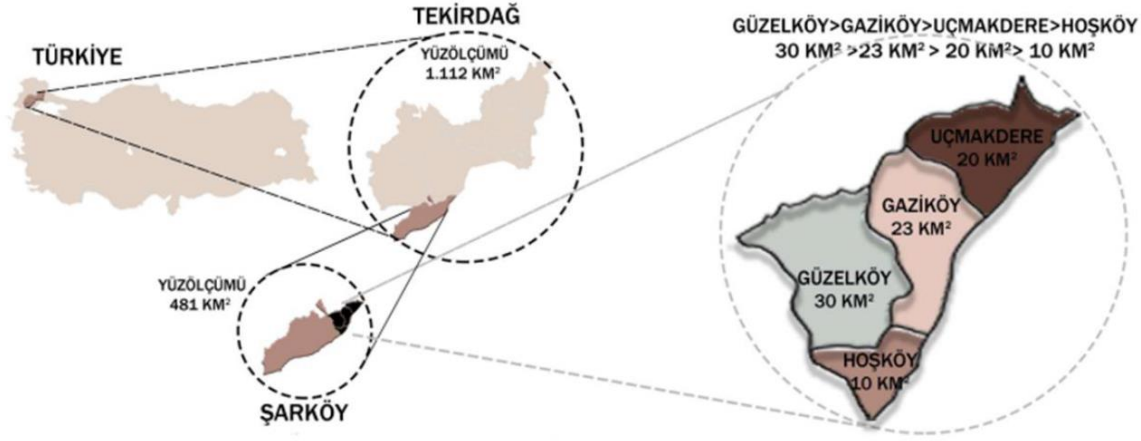 TÜRKİYE
TEKİRDAĞ
YÜZÖLÇÜMÜ
1.112 KM²
GÜZELKÖY>GAZİKÖY>UÇMAKDERE>HOŞKÖY
30 KM² >23 KM² > 20 KM²> 10 KM²
UÇMAKDERE
20 KM²
GAZİKÖY
23 KM²
GÜZELKÖY
30 KM²
HOŞKÖY
10 KM²
YÜZÖLÇÜMÜ
481 KM²
ŞARKÖY